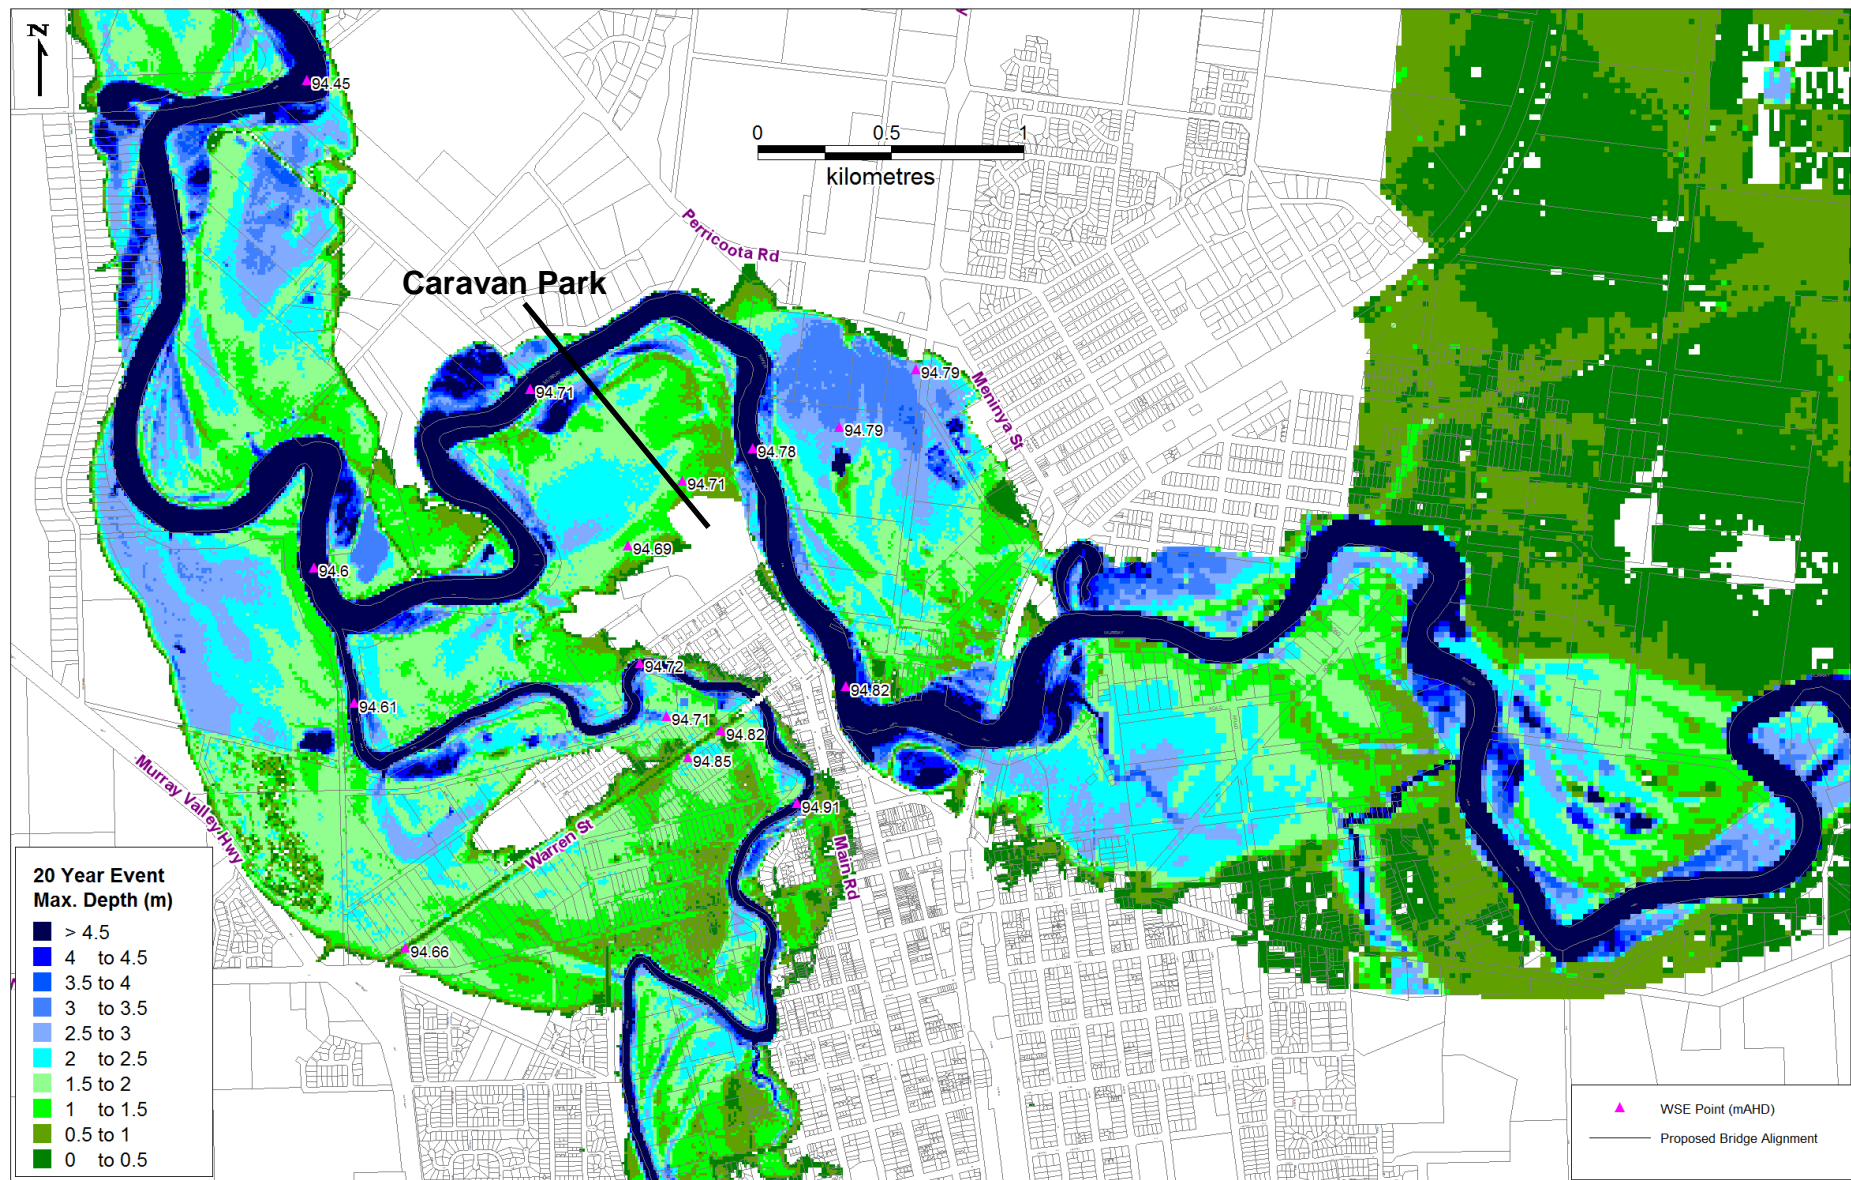 N
94.45
0 0.5 1
kilometres
Perricoota Rd
Caravan Park
94.71
94.79
Meninya St
94.79
94.78
94.71
94.69
94.6
94.72
94.82
94.61
94.71
94.82
94.85
Murray Valley Hwy
94.91
Warren St
Main Rd
94.66
20 Year Event
Max. Depth (m)
> 4.5
4 to 4.5
3.5 to 4
3 to 3.5
2.5 to 3
2 to 2.5
1.5 to 2
1 to 1.5
0.5 to 1
0 to 0.5
WSE Point (mAHD)
Proposed Bridge Alignment